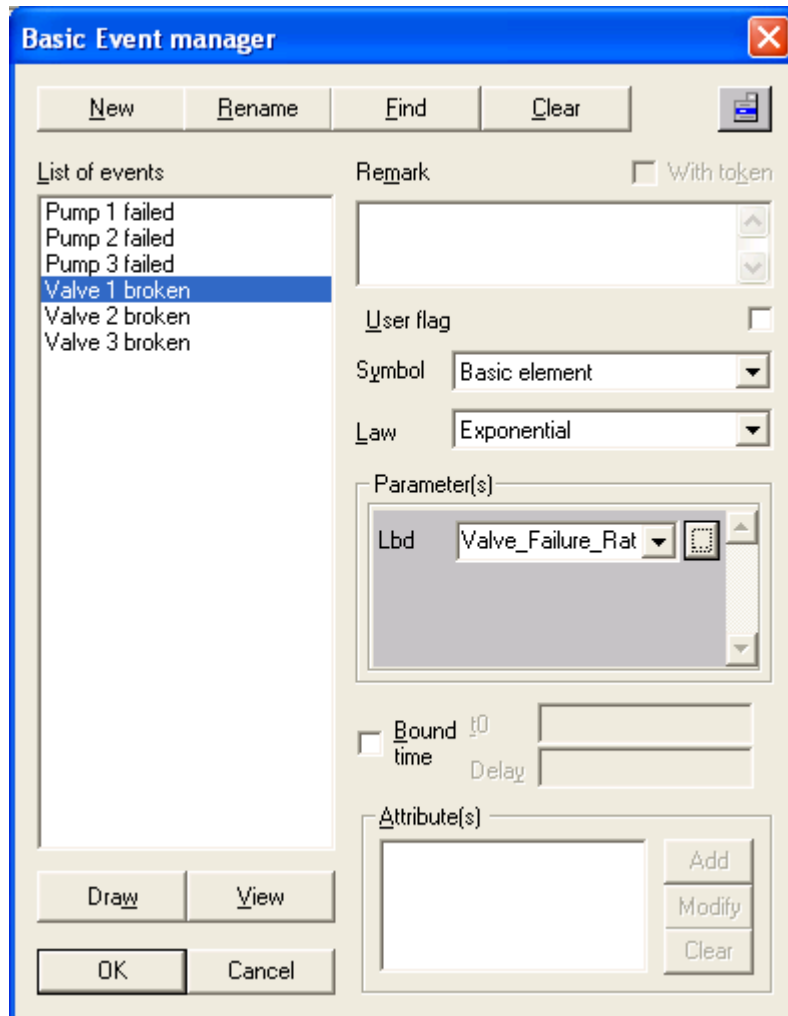 Basic Event manager
New Rename Find Clear
List of events
Remark With token
Pump 1 failed
Pump 2 failed
Pump 3 failed
Valve 1 broken
Valve 2 broken
Valve 3 broken
User flag
Symbol Basic element
Law Exponential
Parameter(s)
Lbd Valve_Failure_Rat
Bound time
t0
Delay
Attribute(s)
Add
Modify
Clear
Draw View
OK Cancel